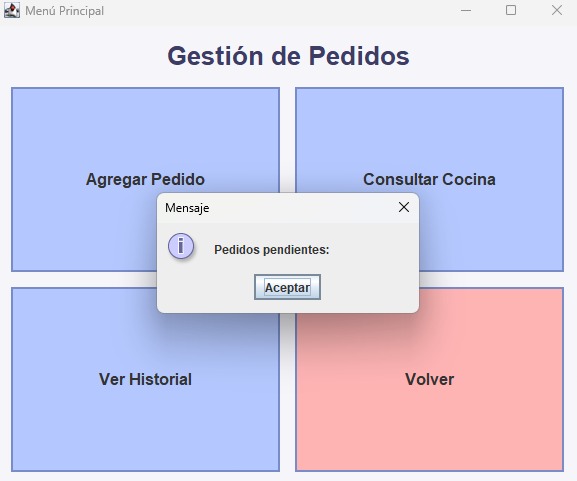 Menú Principal
Gestión de Pedidos
Agregar Pedido
Consultar Cocina
Mensaje
Pedidos pendientes:
Aceptar
Ver Historial
Volver